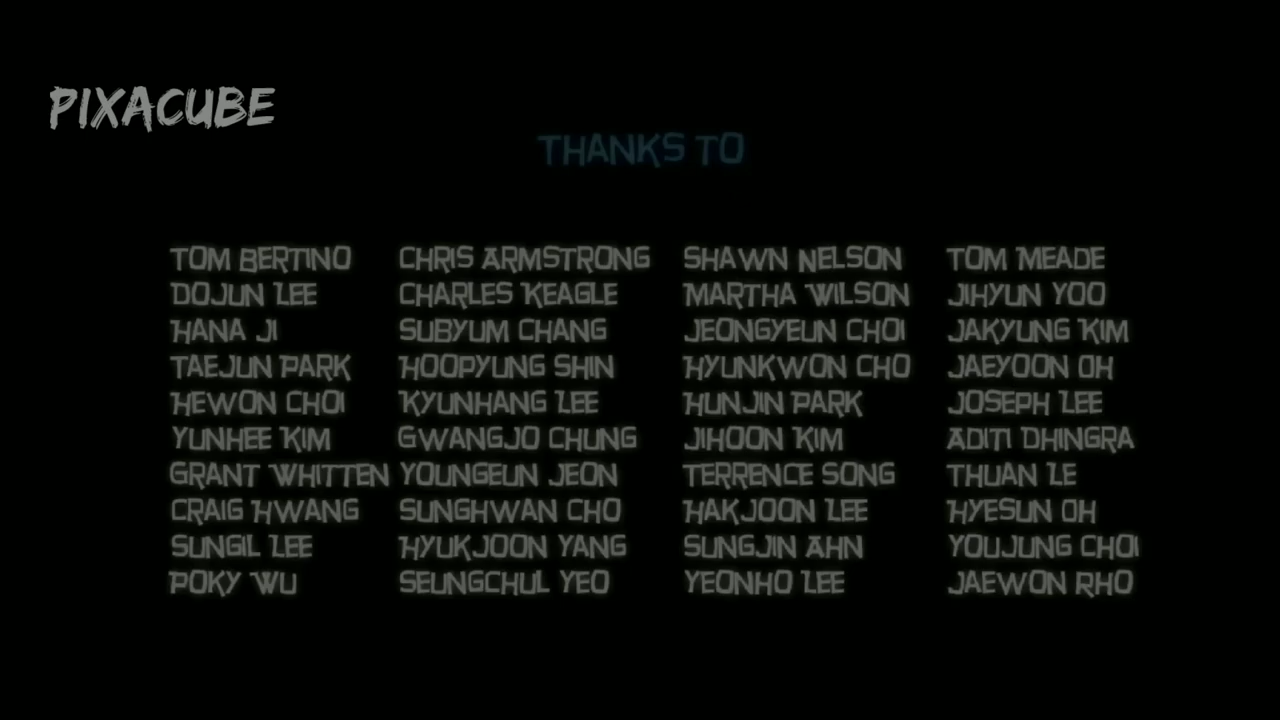 PIXACUBE
THANKS TO
TOM BERTINO CHRIS ARMSTRONG SHAWN NELSON TOM MEADE
DOJUN LEE CHARLES KEAGLE MARTHA WILSON JIHYUN YOO
HANA JI SUBYUM CHANG JEONGYEUN CHOI JAKYUNG KIM
TAEJUN PARK HOOPYUNG SHIN HYUNKWON CHO JAEYOON OH
HEWON CHOI KYUNHANG LEE HUNJIN PARK JOSEPH LEE
YUNHEE KIM GWANGJO CHUNG JIHOON KIM ADITI DHINGRA
GRANT WHITTEN YOUNGEUN JEON TERRENCE SONG THUAN LE
CRAIG HWANG SUNGHWAN CHO HAKJOON LEE HYESUN OH
SUNGIL LEE HYUKJOON YANG SUNGJIN AHN YOUJUNG CHOI
POKY WU SEUNGCHUL YEO YEONHO LEE JAEWON RHO